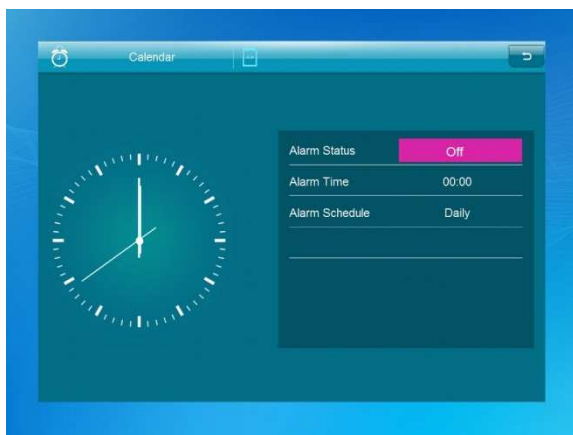 Calendar
Alarm Status Off
Alarm Time 00:00
Alarm Schedule Daily